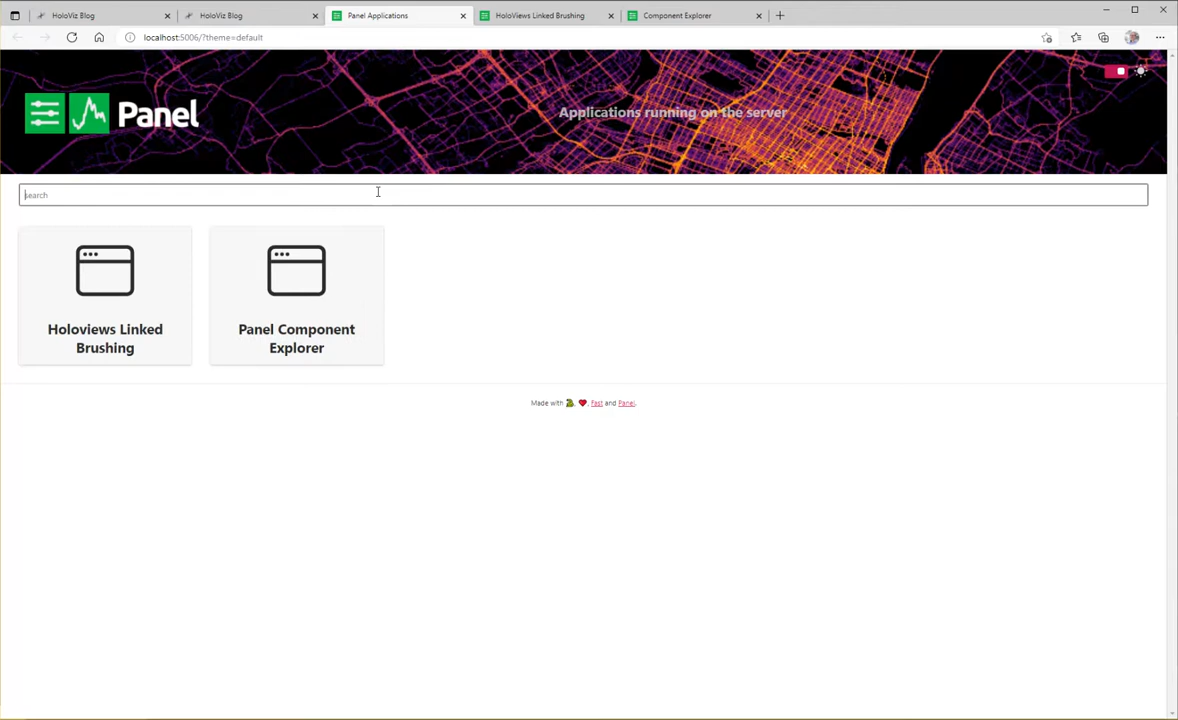 HoloViz Blog
HoloViz Blog
Panel Applications
HoloViews Linked Brushing
Component Explorer
localhost:5006/?theme=default
Panel
Applications running on the server
search
Holoviews Linked
Brushing
Panel Component
Explorer
Made with 🐍, ❤️, Fast and Panel.